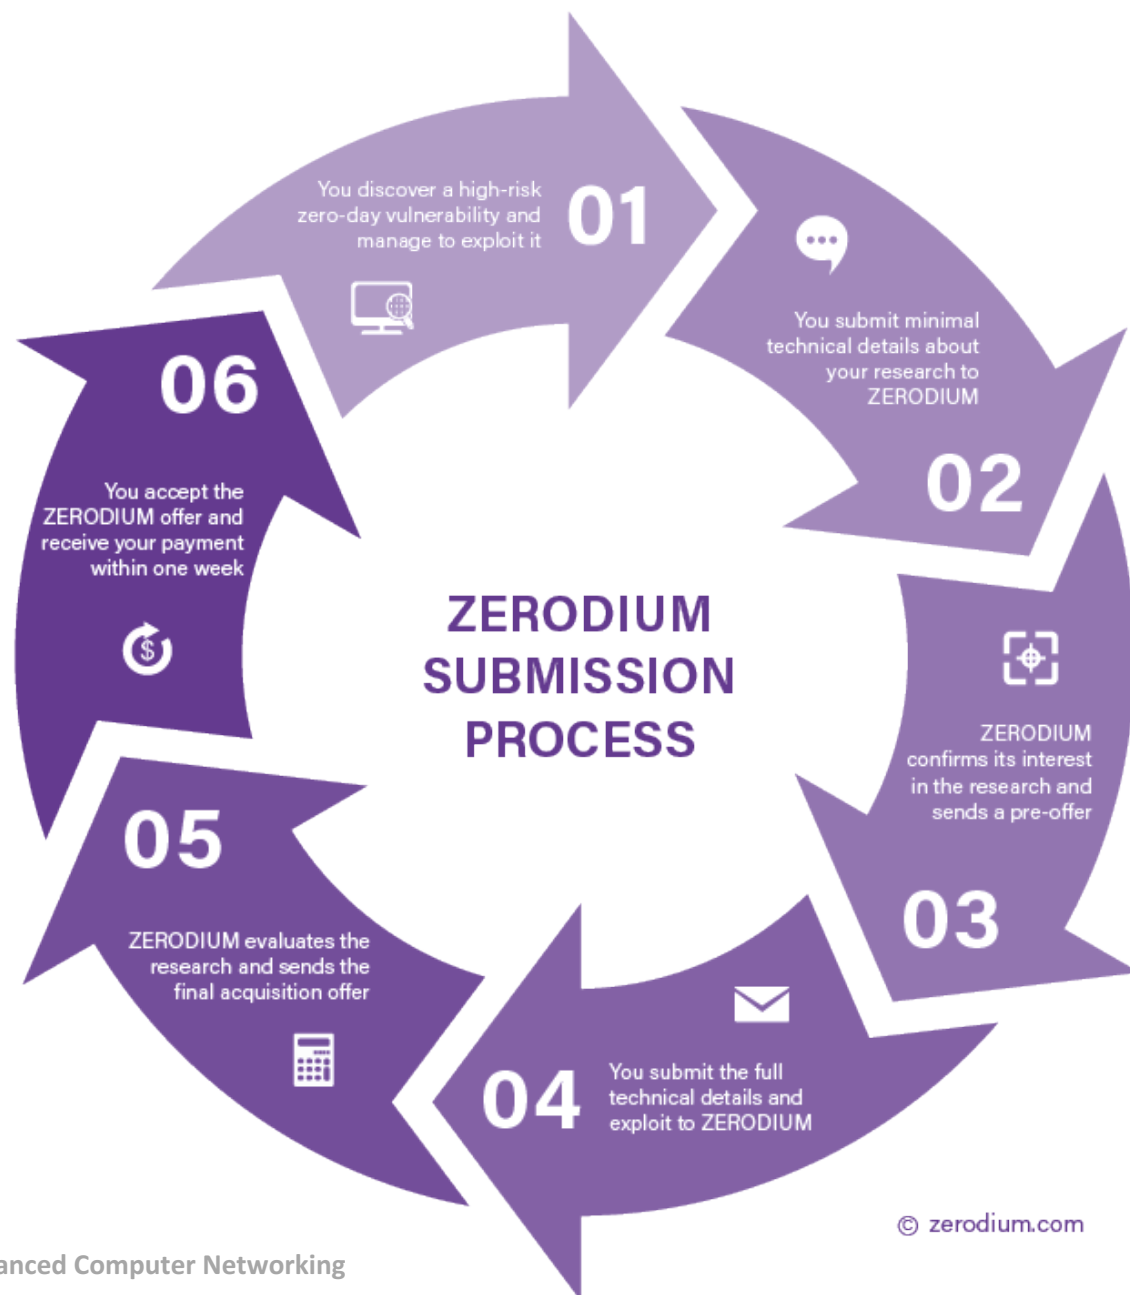 You discover a high-risk
zero-day vulnerability and
manage to exploit it
01
You submit minimal
technical details about
your research to
ZERODIUM
02
ZERODIUM
confirms its interest
in the research and
sends a pre-offer
03
You submit the full
technical details and
exploit to ZERODIUM
04
ZERODIUM evaluates the
research and sends the
final acquisition offer
05
You accept the
ZERODIUM offer and
receive your payment
within one week
06
$
ZERODIUM
SUBMISSION
PROCESS
© zerodium.com
anced Computer Networking